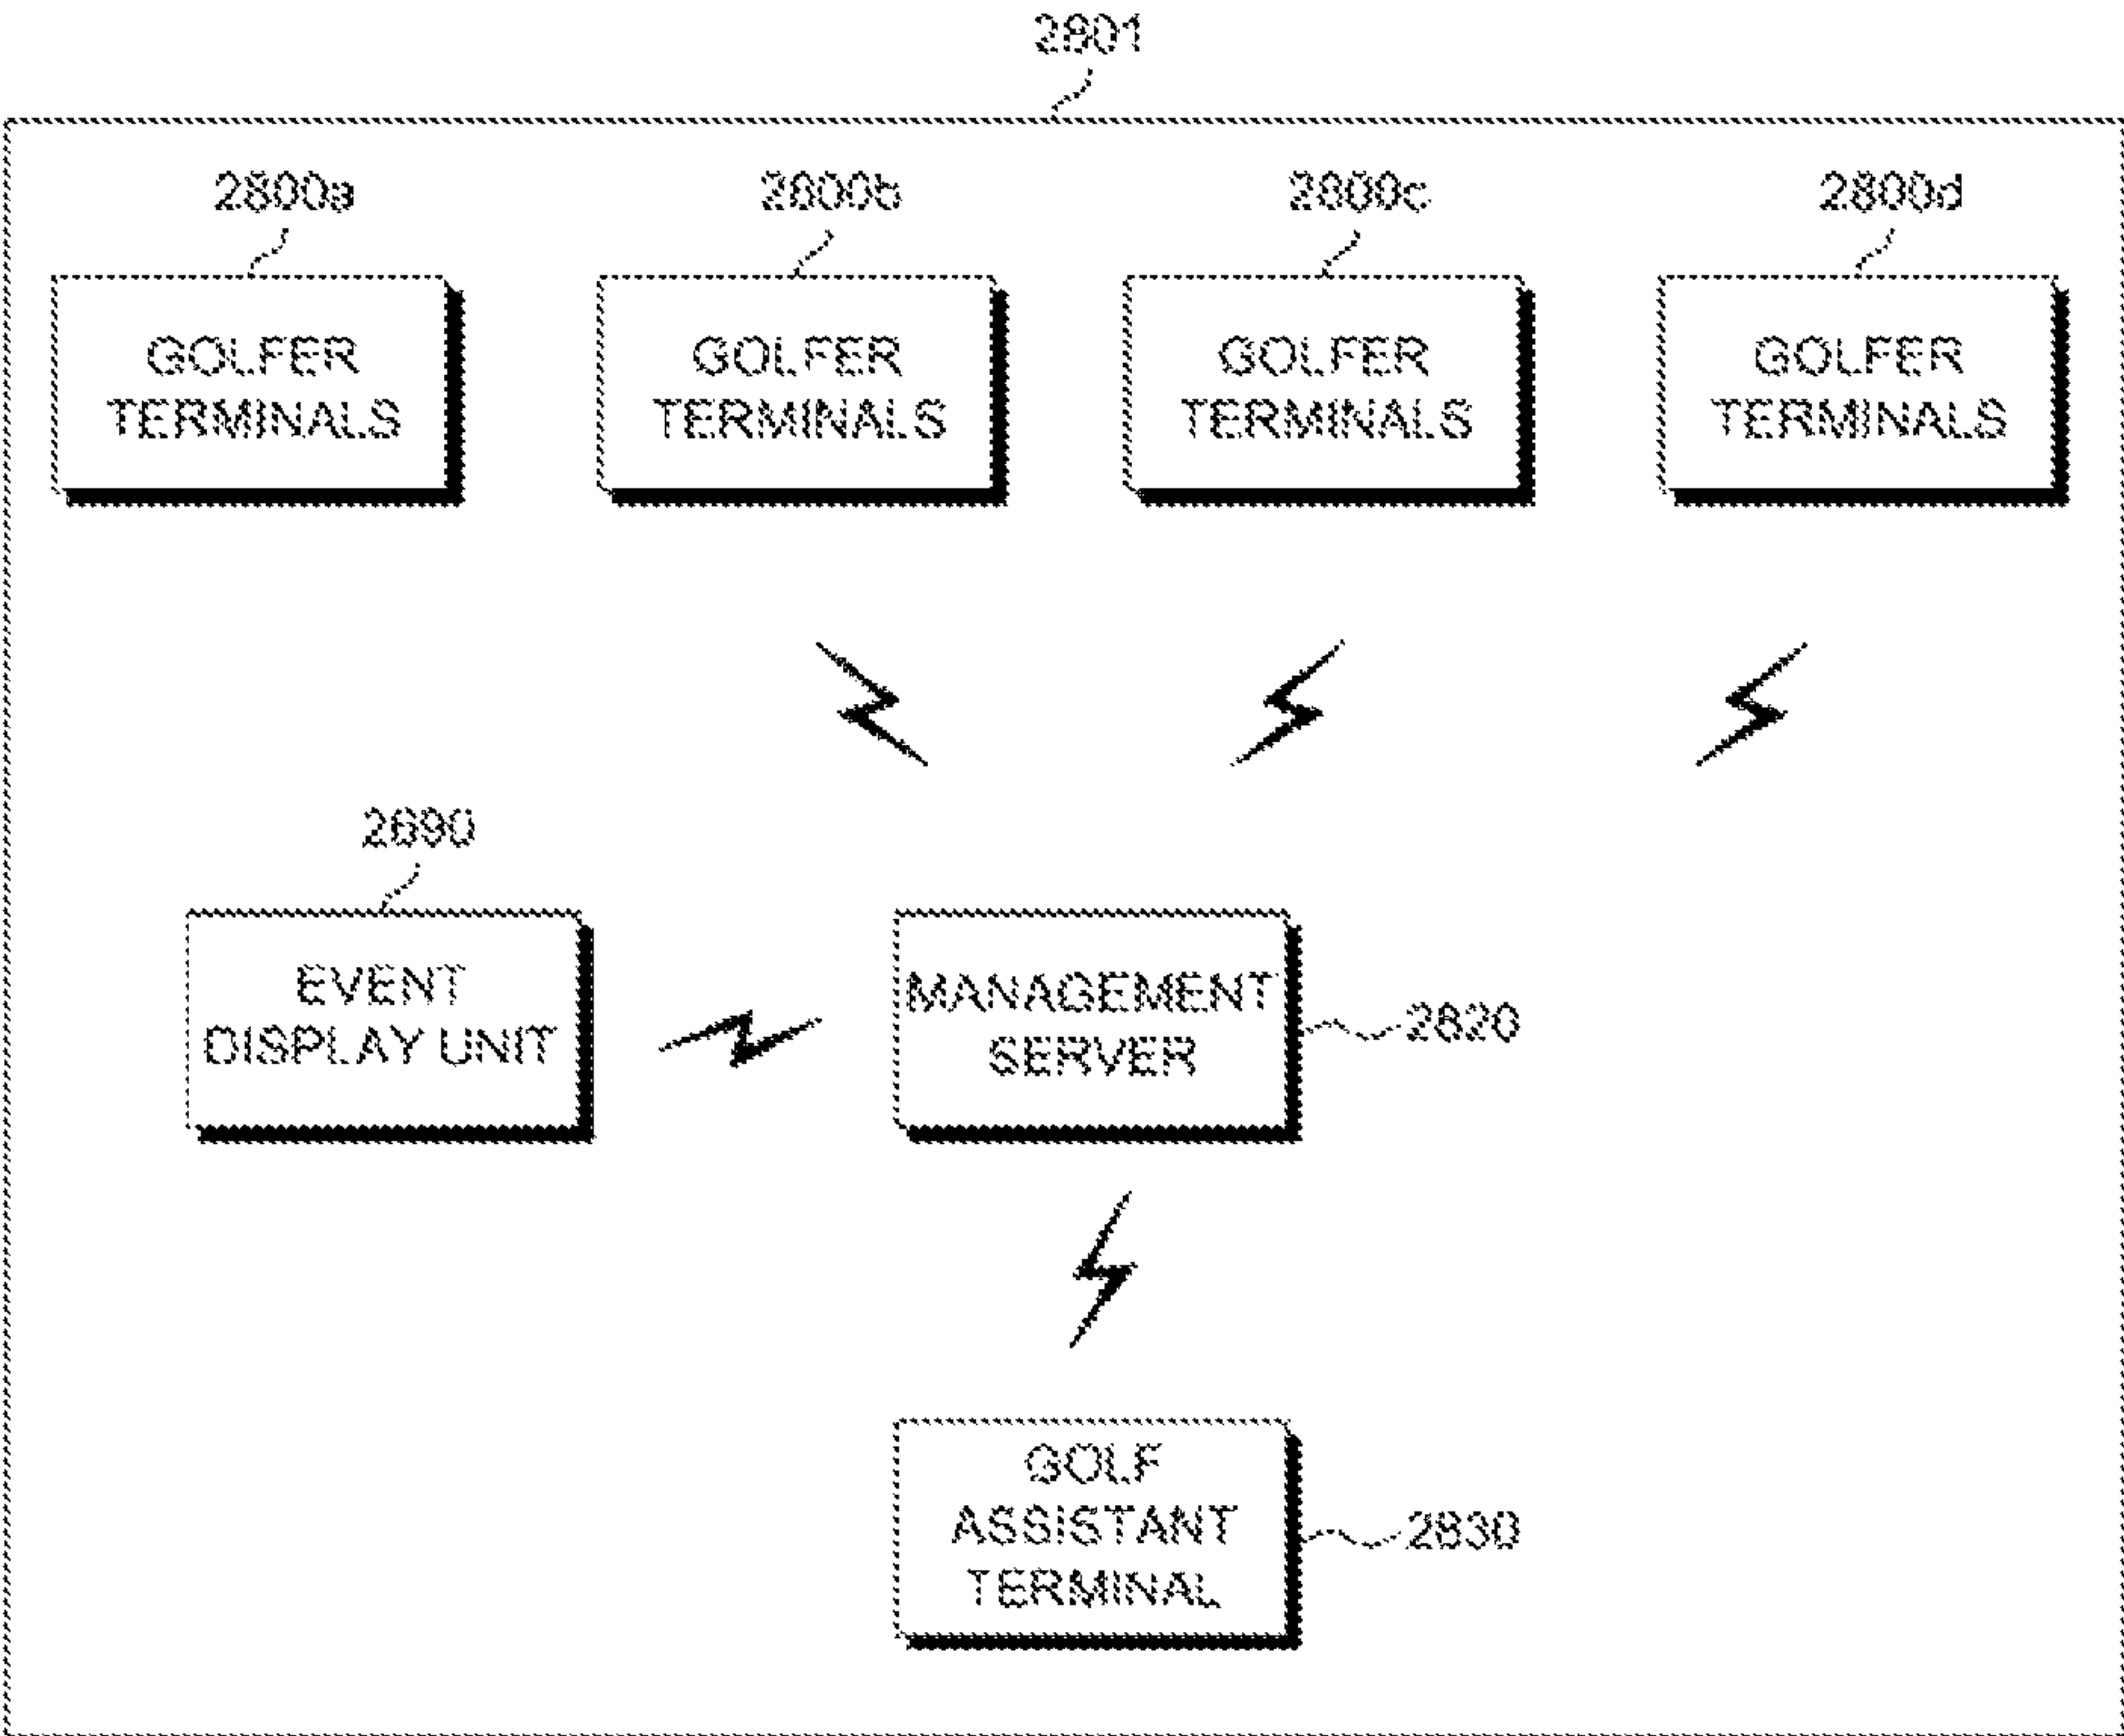 2801
2800a
2800b
2800c
2800d
GOLFER
TERMINALS
GOLFER
TERMINALS
GOLFER
TERMINALS
GOLFER
TERMINALS
EVENT
DISPLAY UNIT
MANAGEMENT
SERVER
2820
GOLF
ASSISTANT
TERMINAL
2830